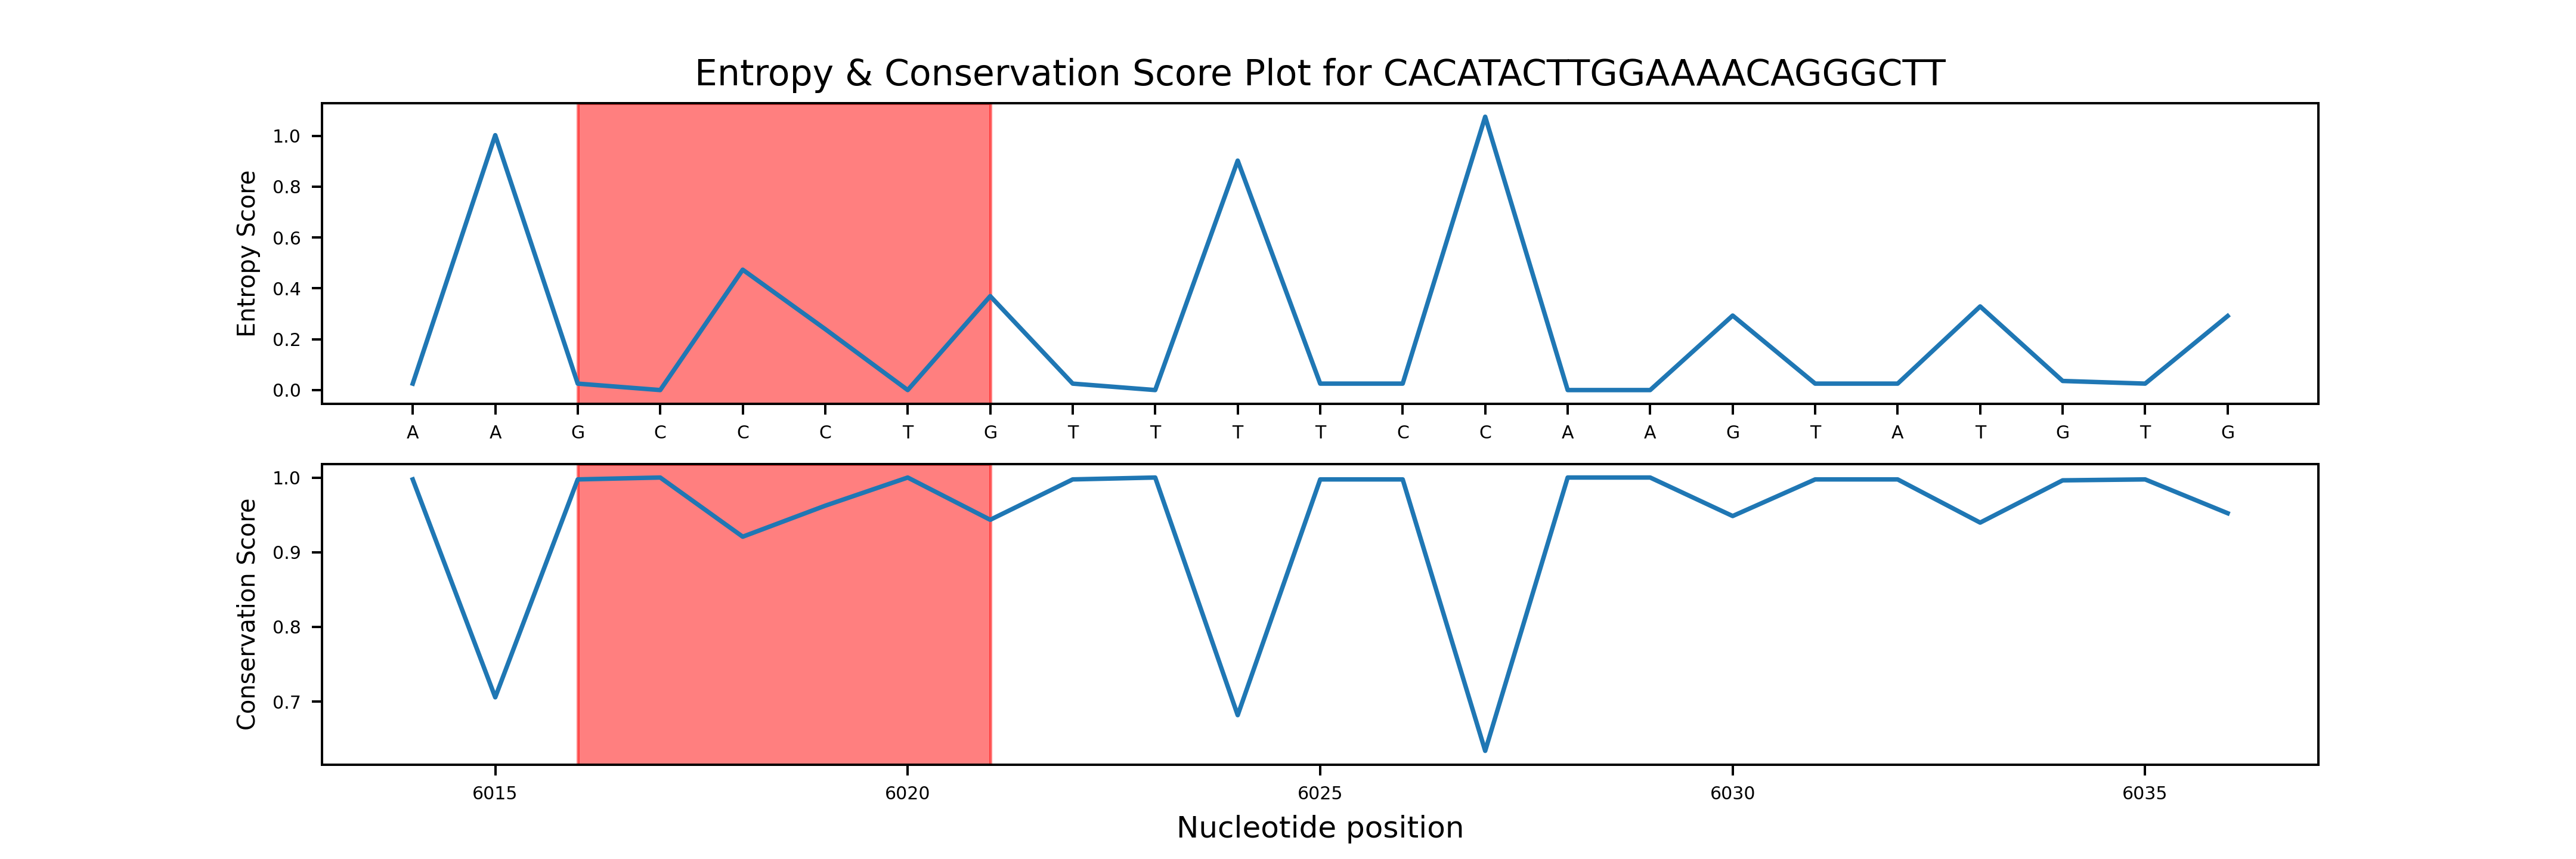 Entropy & Conservation Score Plot for CACATACTTGGAAAACAGGGCTT
Entropy Score
1.0
0.8
0.6
0.4
0.2
0.0
A A G C C C T G T T T T C C A A G T A T G T G
Conservation Score
1.0
0.9
0.8
0.7
6015 6020 6025 6030 6035
Nucleotide position